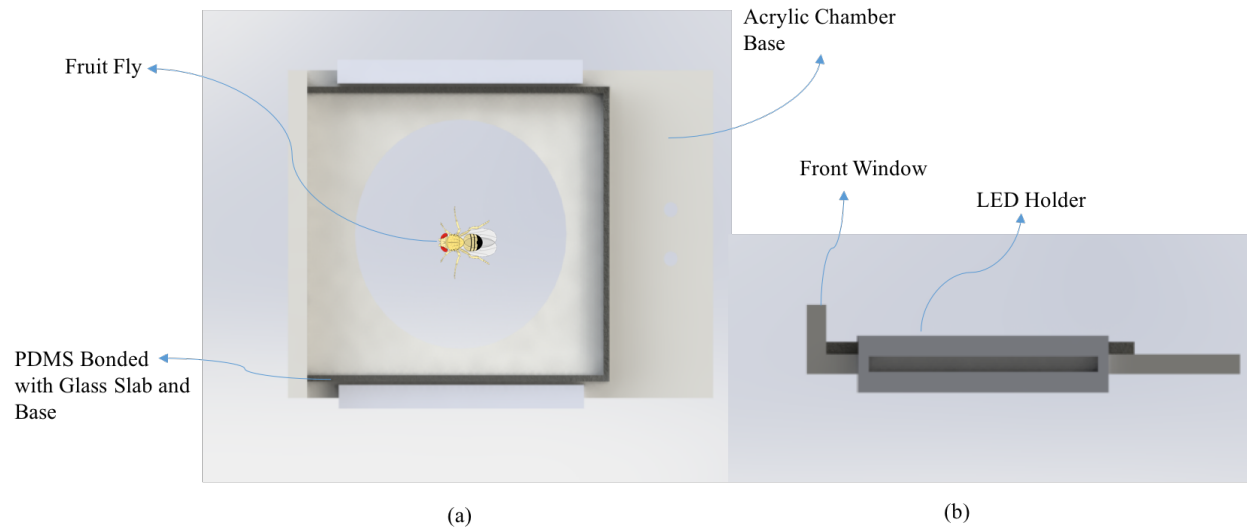 Acrylic Chamber
Base
Fruit Fly
Front Window
LED Holder
PDMS Bonded
with Glass Slab and
Base
(a)
(b)